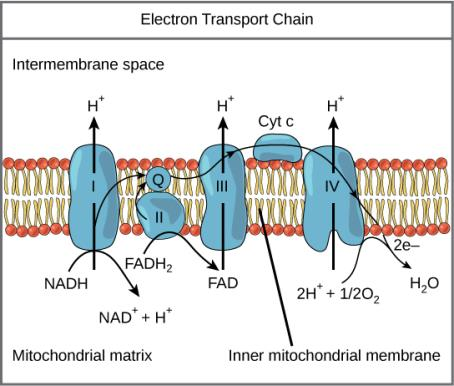 Electron Transport Chain
Intermembrane space
H⁺
H⁺
H⁺
Cyt c
I
Q
II
III
IV
NADH
FADH₂
FAD
NAD⁺ + H⁺
2e–
2H⁺ + 1/2O₂
H₂O
Mitochondrial matrix
Inner mitochondrial membrane